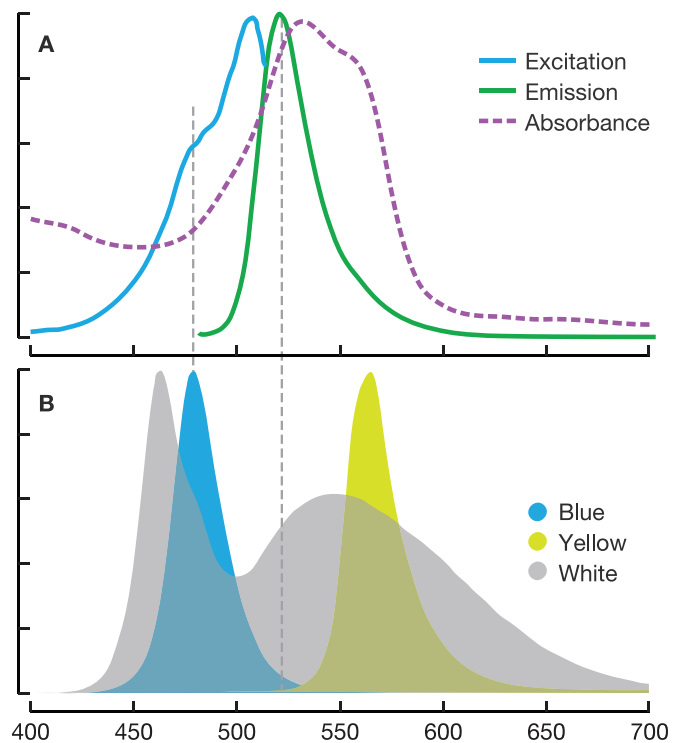 A
Excitation
Emission
Absorbance
B
Blue
Yellow
White
400 450 500 550 600 650 700